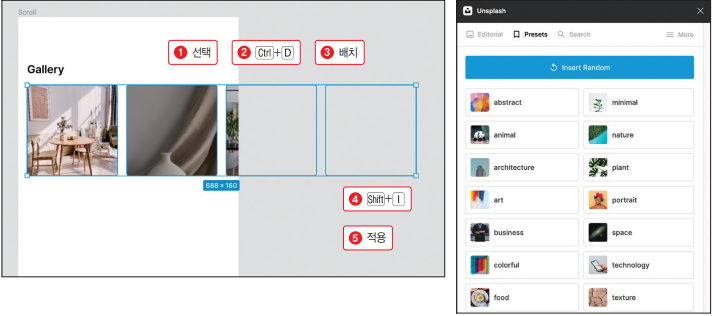 Scroll
1 선택
2 Ctrl+D
3 배치
Gallery
688 × 160
4 Shift+I
5 적용
Unsplash
Editorial Presets Search More
Insert Random
abstract minimal
animal nature
architecture plant
art portrait
business space
colorful technology
food texture